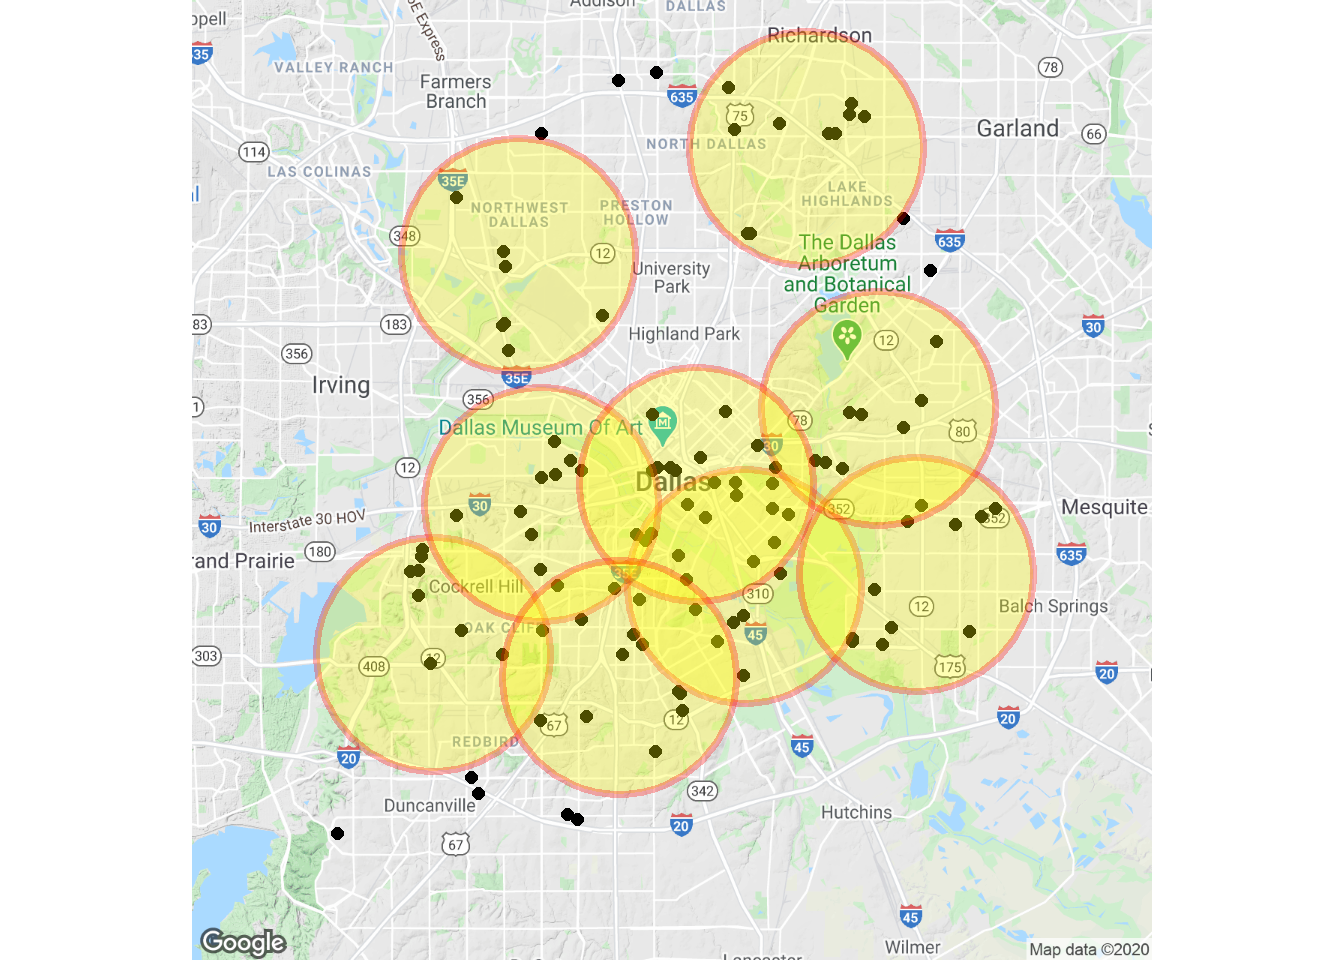 Addison
DALLAS
ppell
DE Express
Richardson
35
VALLEY RANCH
78
Farmers
Branch
635
75
Garland
66
114
NORTH DALLAS
LAS COLINAS
35E
LAKE
HIGHLANDS
NORTHWEST
DALLAS
PRESTON
HOLLOW
348
12
635
The Dallas
Arboretum
and Botanical
Garden
University
Park
83
183
30
Highland Park
12
356
Irving
35E
356
1
78
80
Dallas Museum Of Art
30
12
Dallas
30
352
Mesquite
352
30
Interstate 30 HOV
180
635
rand Prairie
35E
Cockrell Hill
310
12
Balch Springs
OAK CLIFF
45
303
408
12
175
20
67
12
20
REDBIRD
45
20
342
Duncanville
Hutchins
20
67
45
Google
Wilmer
Map data ©2020
Lancaster